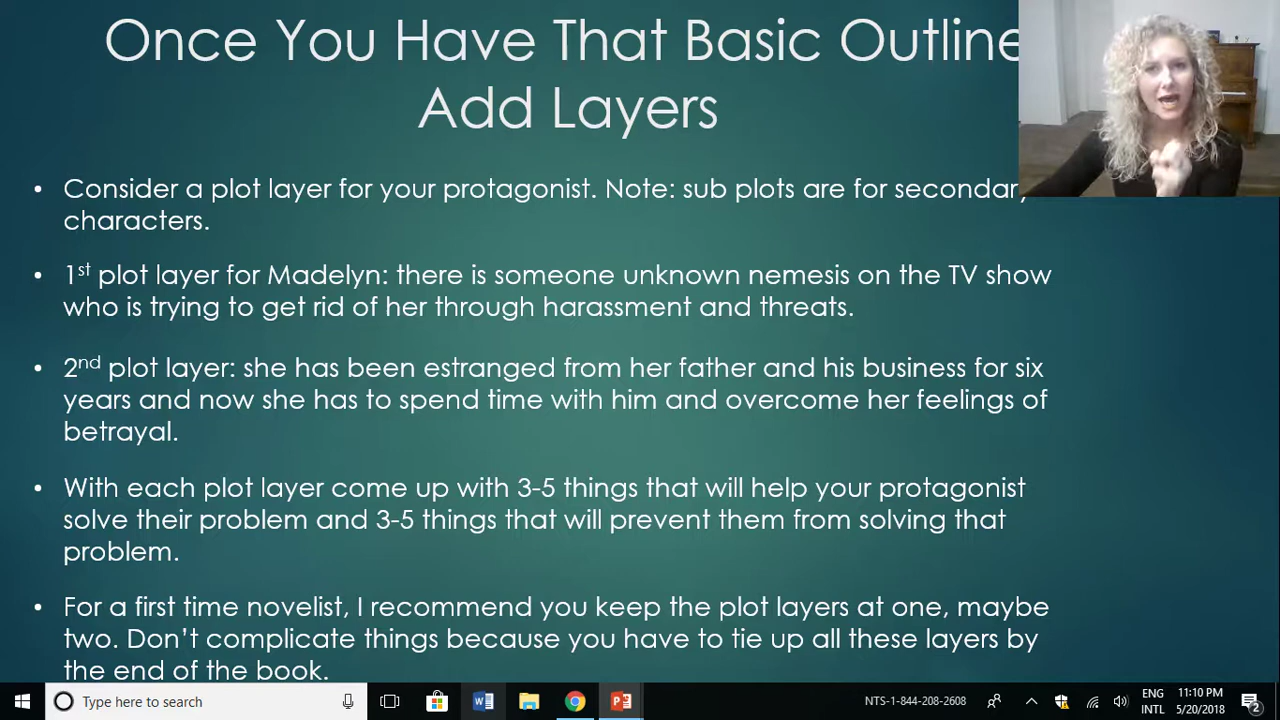 Once You Have That Basic Outline
Add Layers
• Consider a plot layer for your protagonist. Note: sub plots are for secondary
characters.
• 1st plot layer for Madelyn: there is someone unknown nemesis on the TV show
who is trying to get rid of her through harassment and threats.
• 2nd plot layer: she has been estranged from her father and his business for six
years and now she has to spend time with him and overcome her feelings of
betrayal.
• With each plot layer come up with 3-5 things that will help your protagonist
solve their problem and 3-5 things that will prevent them from solving that
problem.
• For a first time novelist, I recommend you keep the plot layers at one, maybe
two. Don’t complicate things because you have to tie up all these layers by
the end of the book.
Type here to search
NTS-1-844-208-2608
ENG
INTL
11:10 PM
5/20/2018
2